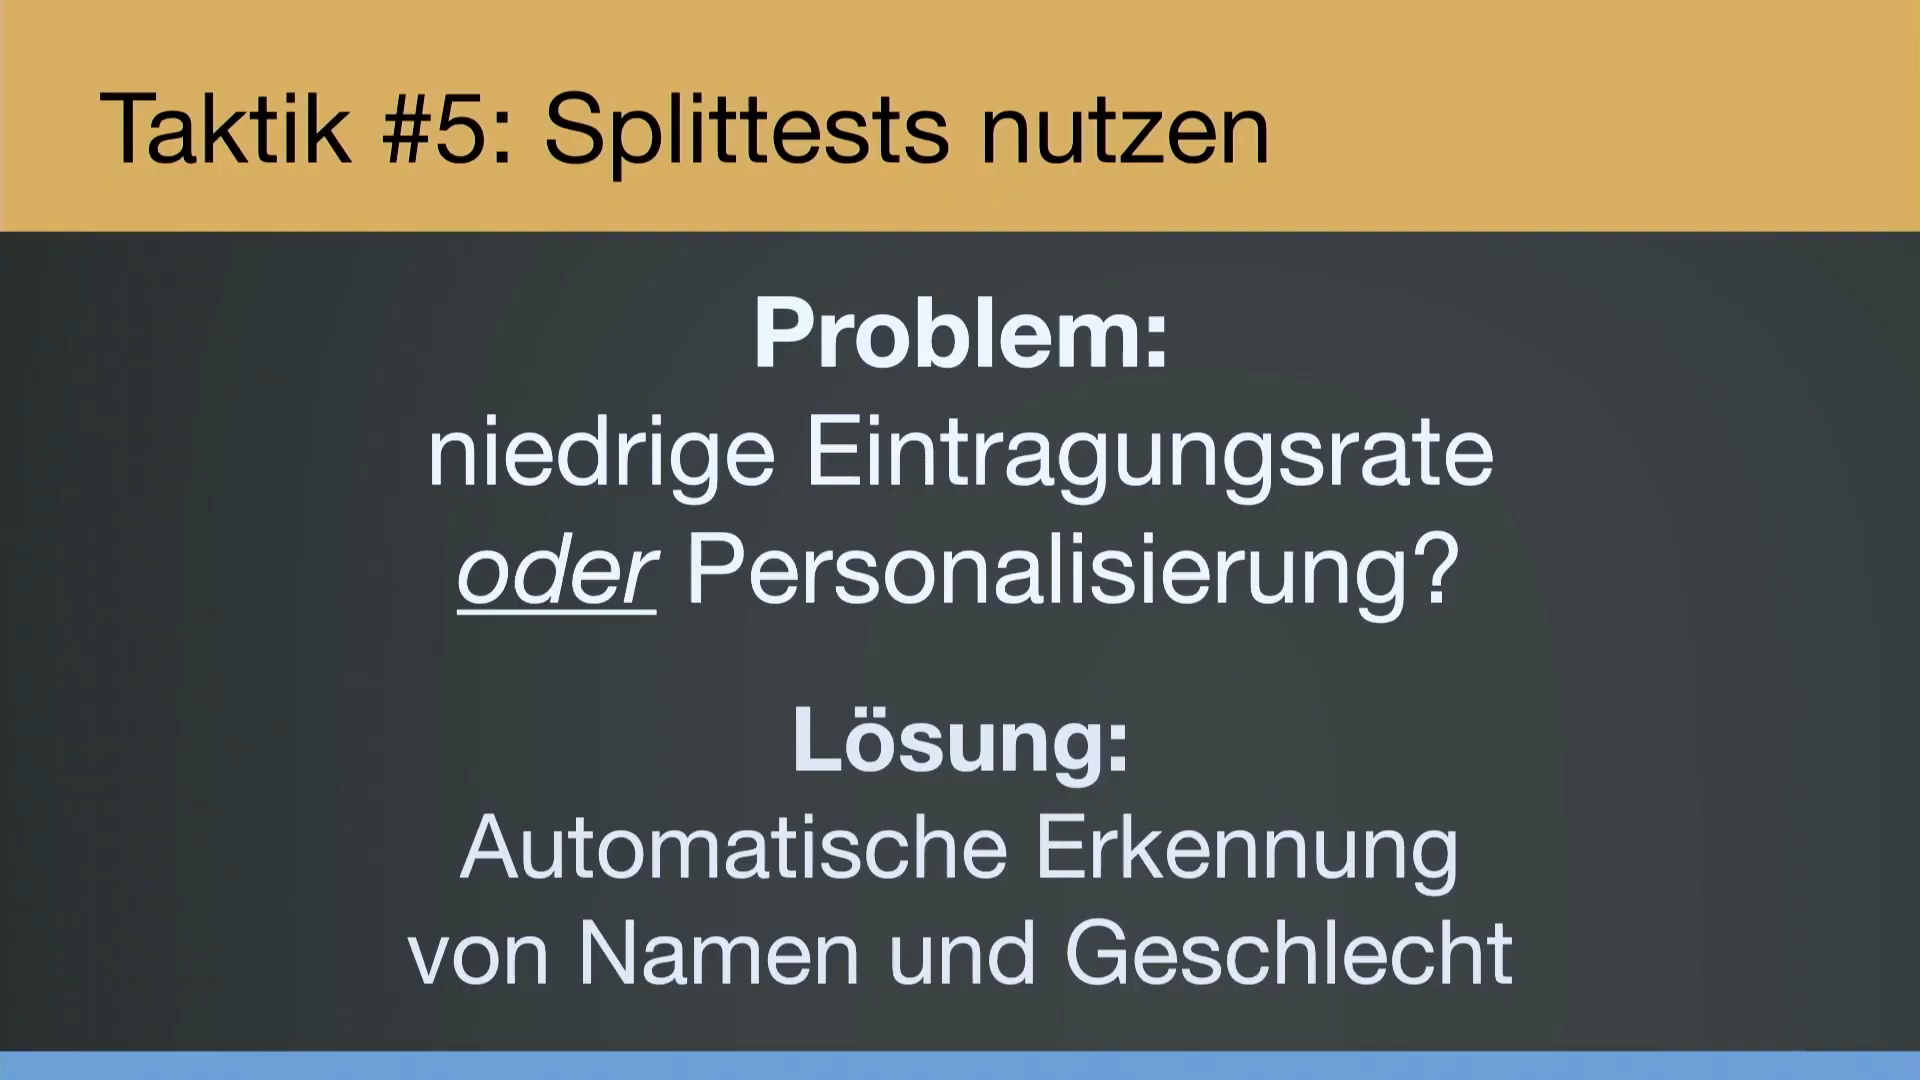 Taktik #5: Splittests nutzen
Problem:
niedrige Eintragungsrate
oder Personalisierung?
Lösung:
Automatische Erkennung
von Namen und Geschlecht